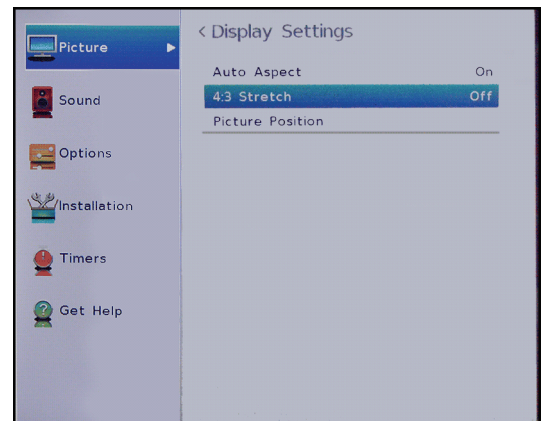 Picture
Sound
Options
Installation
Timers
Get Help
< Display Settings
Auto Aspect On
4:3 Stretch Off
Picture Position